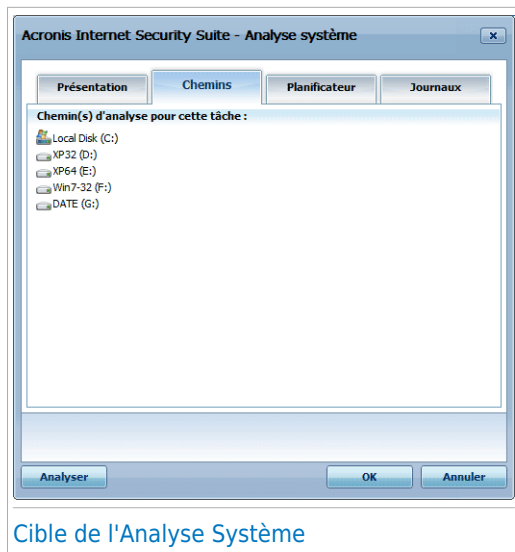 Acronis Internet Security Suite - Analyse système
Présentation Chemins Planificateur Journaux
Chemin(s) d'analyse pour cette tâche :
Local Disk (C:)
XP32 (D:)
XP64 (E:)
Win7-32 (F:)
DATE (G:)
Analyser OK Annuler
Cible de l'Analyse Système